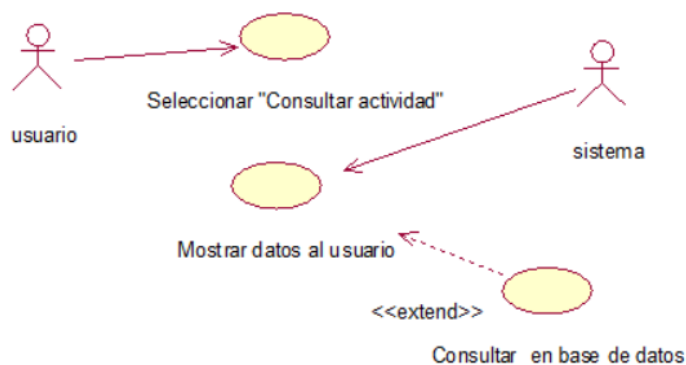 Seleccionar "Consultar actividad"
usuario
sistema
Mostrar datos al usuario
<<extend>>
Consultar en base de datos